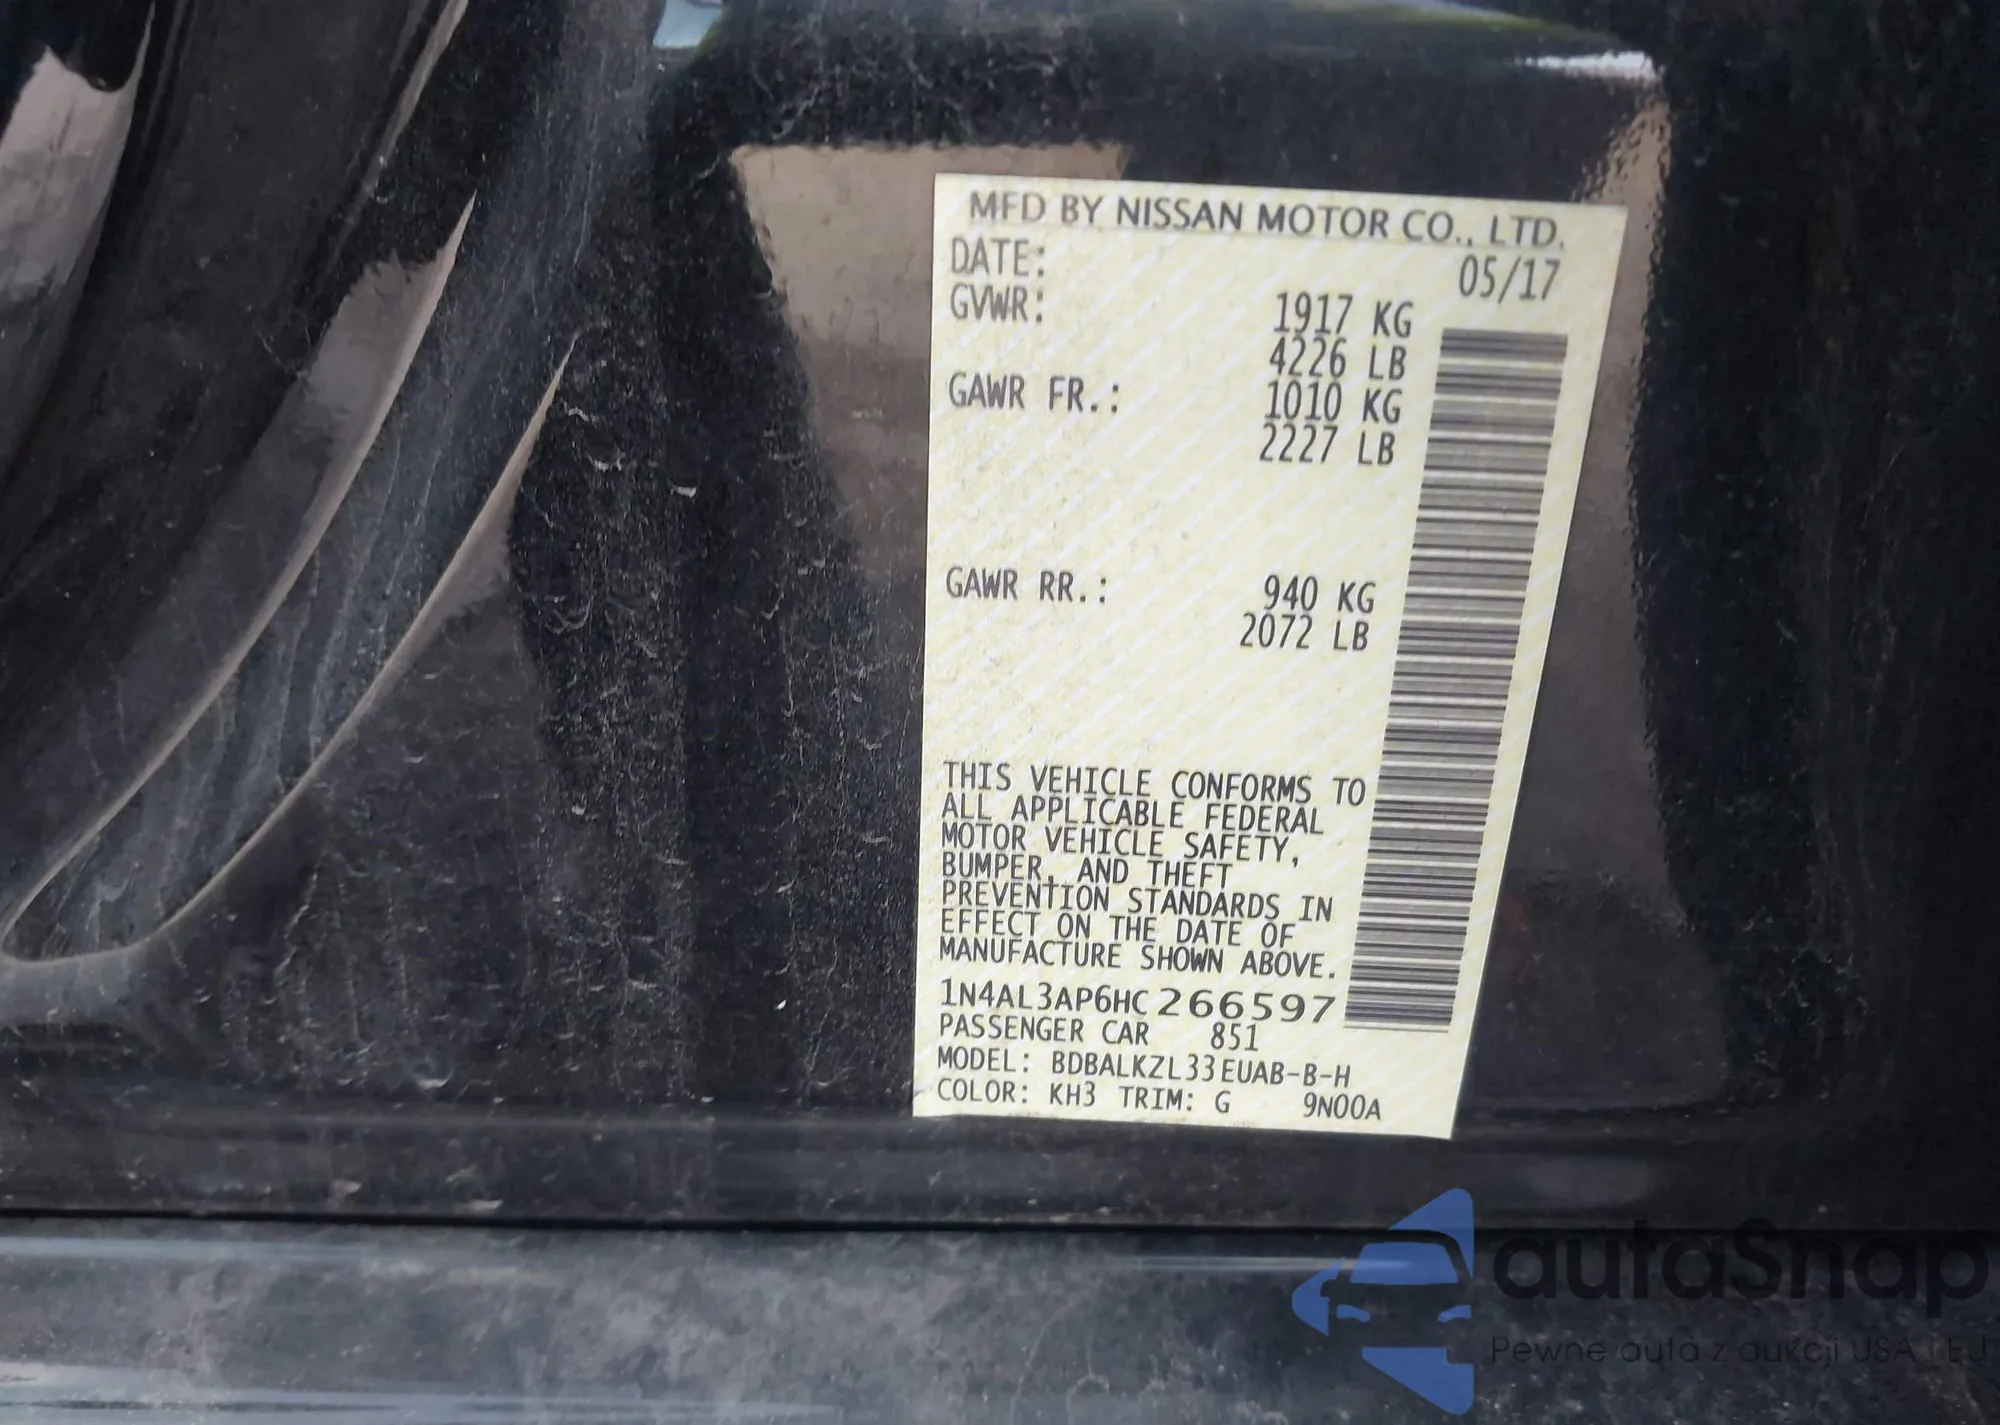 MFD BY NISSAN MOTOR CO., LTD.
DATE: 05/17
GVWR: 1917 KG
4226 LB
GAWR FR.: 1010 KG
2227 LB
GAWR RR.: 940 KG
2072 LB
THIS VEHICLE CONFORMS TO
ALL APPLICABLE FEDERAL
MOTOR VEHICLE SAFETY,
BUMPER, AND THEFT
PREVENTION STANDARDS IN
EFFECT ON THE DATE OF
MANUFACTURE SHOWN ABOVE.
1N4AL3AP6HC266597
PASSENGER CAR 851
MODEL: BDBALKZL33EUAB-B-H
COLOR: KH3 TRIM: G 9N00A
autaSnap
Pewne auta z aukcji USA i EU